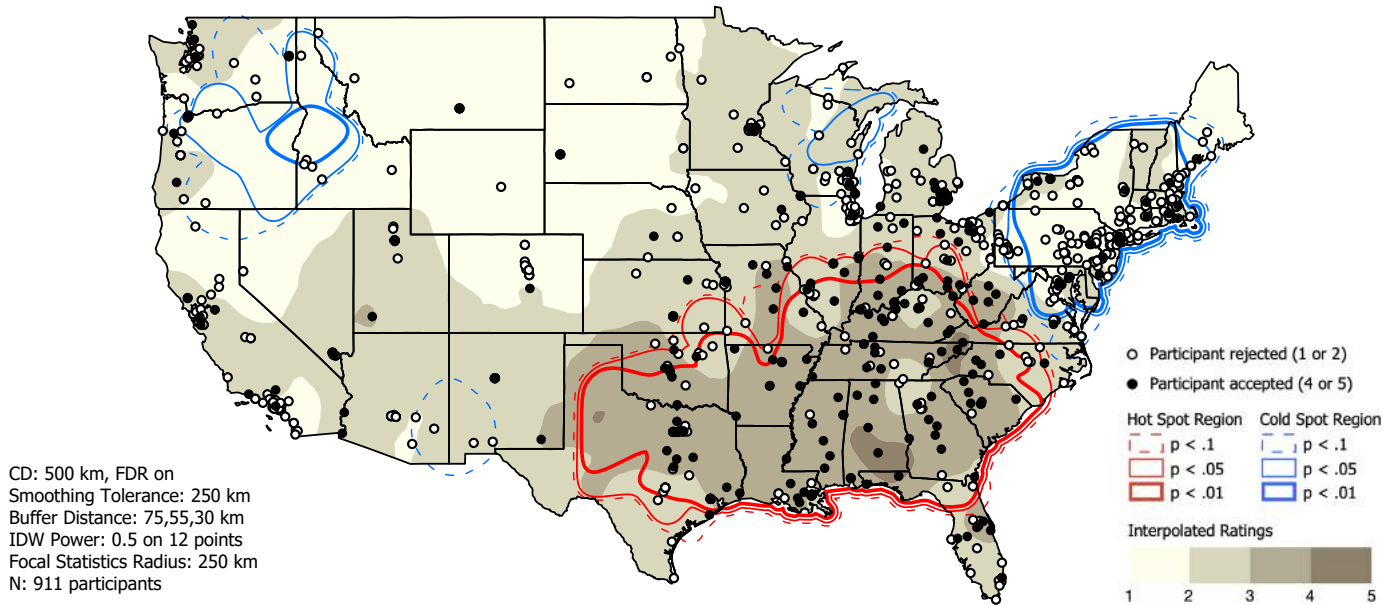 CD: 500 km, FDR on
Smoothing Tolerance: 250 km
Buffer Distance: 75,55,30 km
IDW Power: 0.5 on 12 points
Focal Statistics Radius: 250 km
N: 911 participants
Participant rejected (1 or 2)
Participant accepted (4 or 5)
Hot Spot Region Cold Spot Region
p < .1 p < .1
p < .05 p < .05
p < .01 p < .01
Interpolated Ratings
1 2 3 4 5